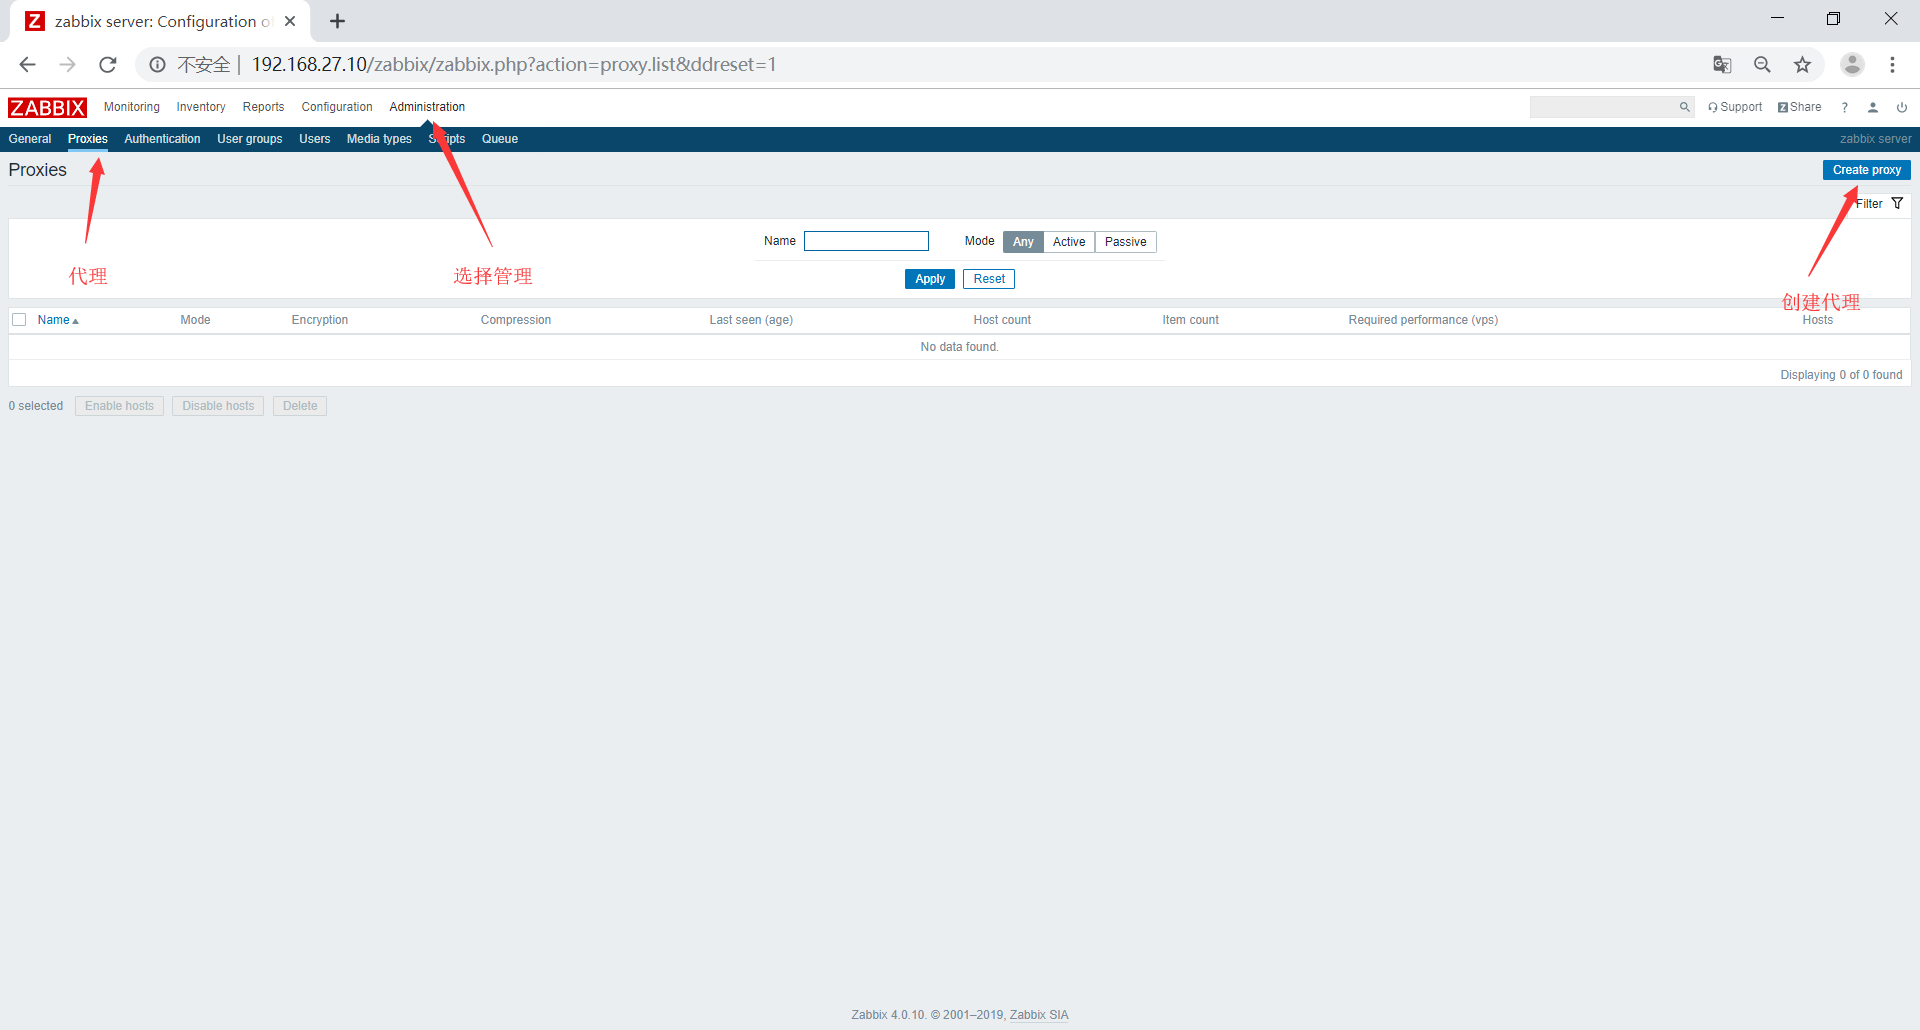 Z zabbix server: Configuration o
不安全 | 192.168.27.10/zabbix/zabbix.php?action=proxy.list&ddreset=1
ZABBIX Monitoring Inventory Reports Configuration Administration Support Z Share ?
General Proxies Authentication User groups Users Media types Scripts Queue zabbix server
Proxies Create proxy
Filter
Name Mode Any Active Passive
代理 选择管理 Apply Reset
创建代理
Name Mode Encryption Compression Last seen (age) Host count Item count Required performance (vps) Hosts
No data found.
Displaying 0 of 0 found
0 selected Enable hosts Disable hosts Delete
Zabbix 4.0.10. © 2001–2019, Zabbix SIA